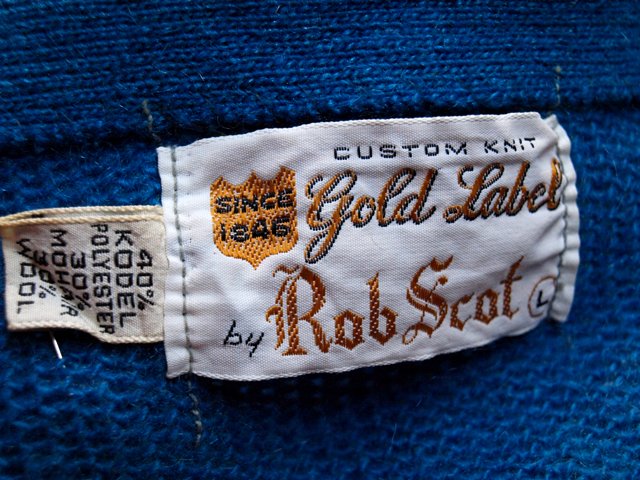 CUSTOM KNIT
SINCE
1846
Gold Label
by Rob Scot
L
40%
KODEL
POLYESTER
30%
MOHAIR
30%
WOOL